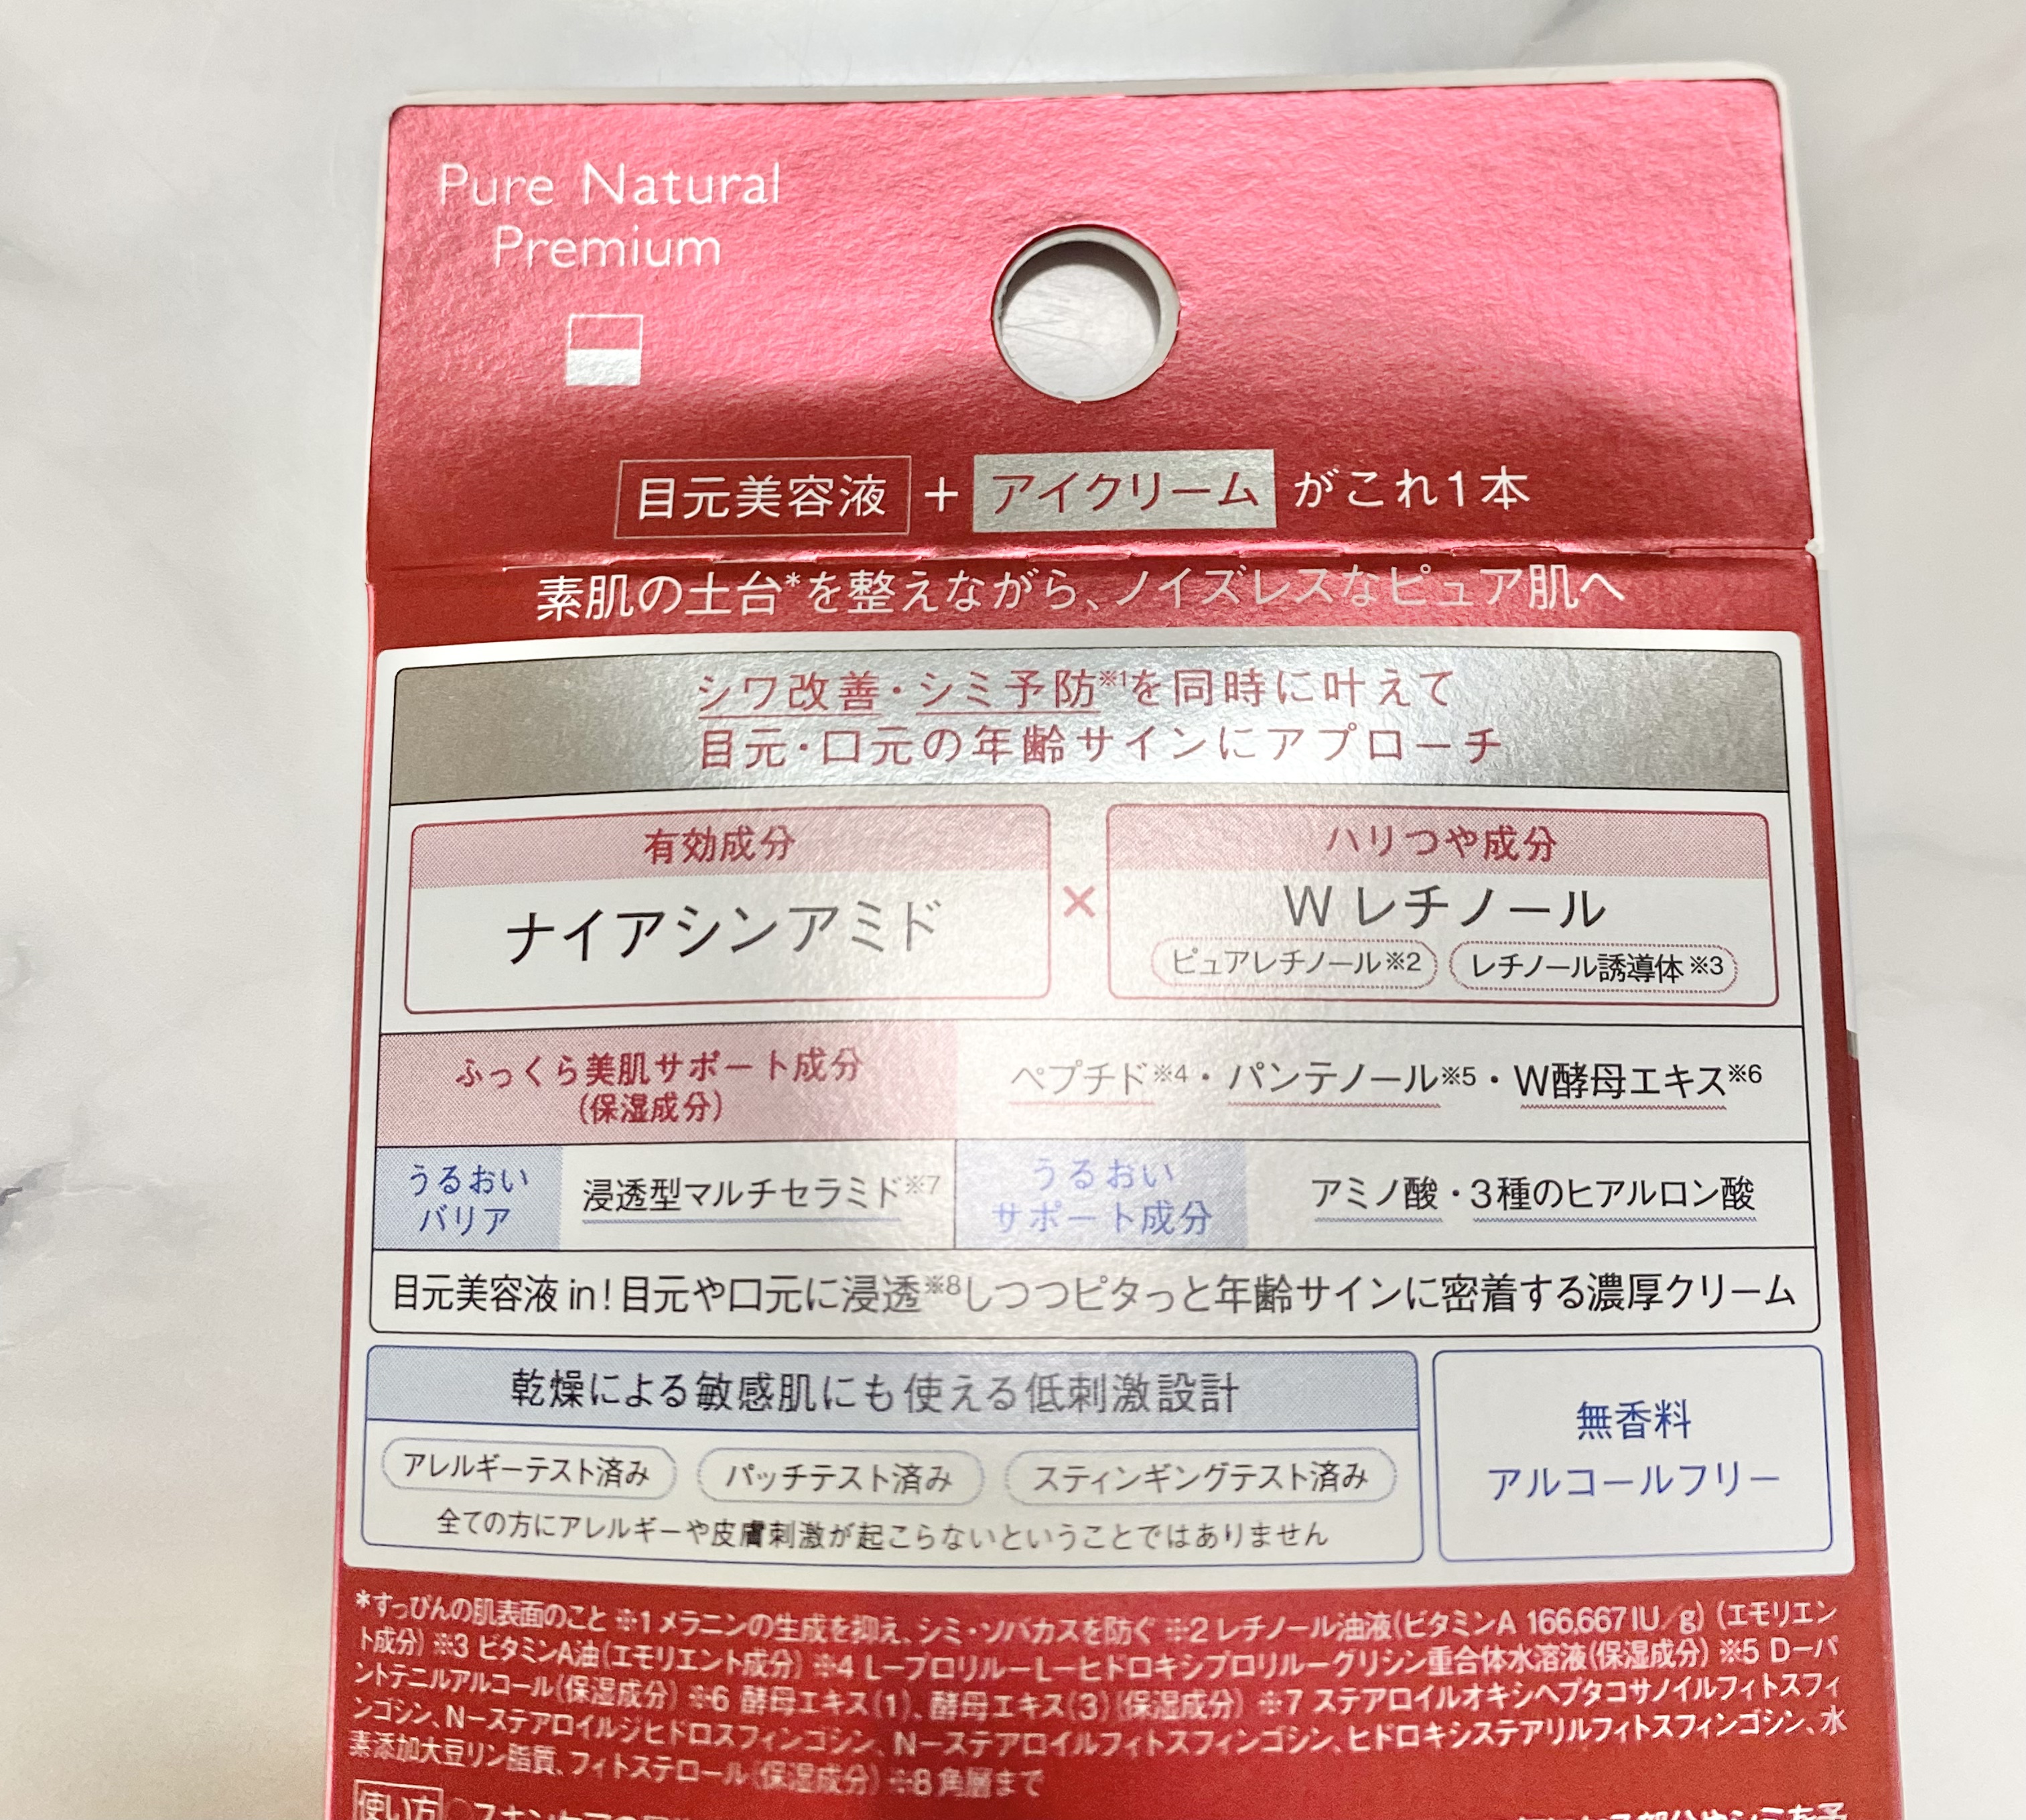 Pure Natural
Premium
目元美容液 + アイクリーム がこれ1本
素肌の土台*を整えながら、ノイズレスなピュア肌へ
シワ改善・シミ予防※1を同時に叶えて
目元・口元の年齢サインにアプローチ
有効成分
ナイアシンアミド
×
ハリつや成分
W レチノール
ピュアレチノール※2 レチノール誘導体※3
ふっくら美肌サポート成分
(保湿成分)
ペプチド※4・パンテノール※5・W酵母エキス※6
うるおい
バリア
浸透型マルチセラミド※7
うるおい
サポート成分
アミノ酸・3種のヒアルロン酸
目元美容液 in! 目元や口元に浸透※8しつつピタっと年齢サインに密着する濃厚クリーム
乾燥による敏感肌にも使える低刺激設計
アレルギーテスト済み パッチテスト済み スティンギングテスト済み
全ての方にアレルギーや皮膚刺激が起こらないということではありません
無香料
アルコールフリー
*すっぴんの肌表面のこと ※1 メラニンの生成を抑え、シミ・ソバカスを防ぐ ※2 レチノール油液(ビタミンA 166,667IU/g) (エモリエン
ト成分) ※3 ビタミンA油(エモリエント成分) ※4 L-プロリル-L-ヒドロキシプロリル-グリシン重合体水溶液(保湿成分) ※5 D-パ
ントテニルアルコール(保湿成分) ※6 酵母エキス(1)、酵母エキス(3)(保湿成分) ※7 ステアロイルオキシヘプタコサノイルフィトスフィ
ンゴシン、N-ステアロイルジヒドロスフィンゴシン、N-ステアロイルフィトスフィンゴシン、ヒドロキシステアリルフィトスフィンゴシン、水
素添加大豆リン脂質、フィトステロール(保湿成分) ※8 角層まで
使い方